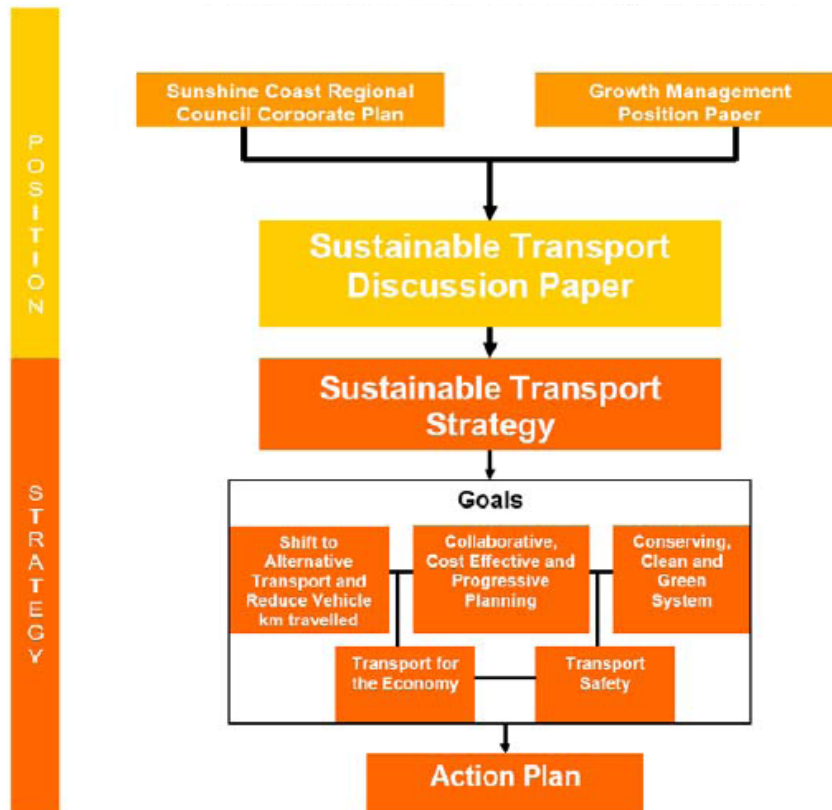 POSITION
Sunshine Coast Regional
Council Corporate Plan
Growth Management
Position Paper
Sustainable Transport
Discussion Paper
STRATEGY
Sustainable Transport
Strategy
Goals
Shift to
Alternative
Transport and
Reduce Vehicle
km travelled
Collaborative,
Cost Effective and
Progressive
Planning
Conserving,
Clean and
Green
System
Transport for
the Economy
Transport
Safety
Action Plan